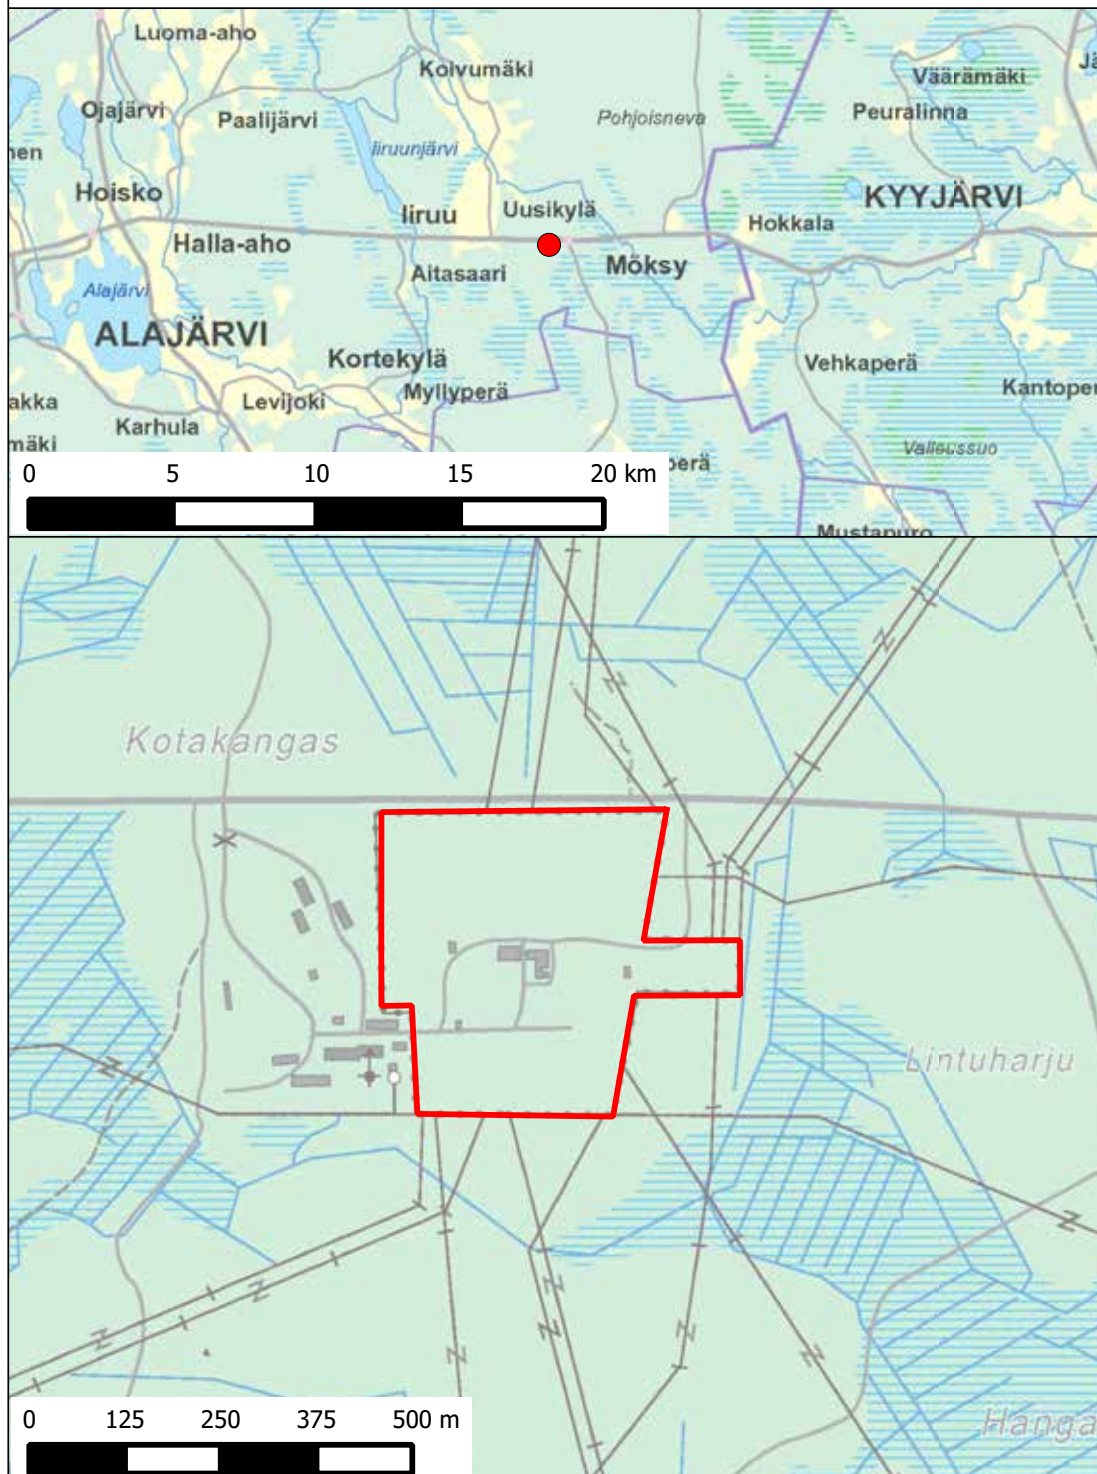 Luoma-aho
Koivumäki
Väärämäki
Ojajärvi
Paalijärvi
Pohjoisneva
Peuralinna
Iiruunjärvi
Hoisko
Iiruu
Uusikylä
KYYJÄRVI
Hokkala
Halla-aho
Aitasaari
Möksy
Alajärvi
ALAJÄRVI
Kortekylä
Vehkaperä
Myllyperä
Levijoki
Karhula
akka
mäki
perä
0 5 10 15 20 km
Mustapuro
Kotakangas
Lintuharju
Hanga
0 125 250 375 500 m